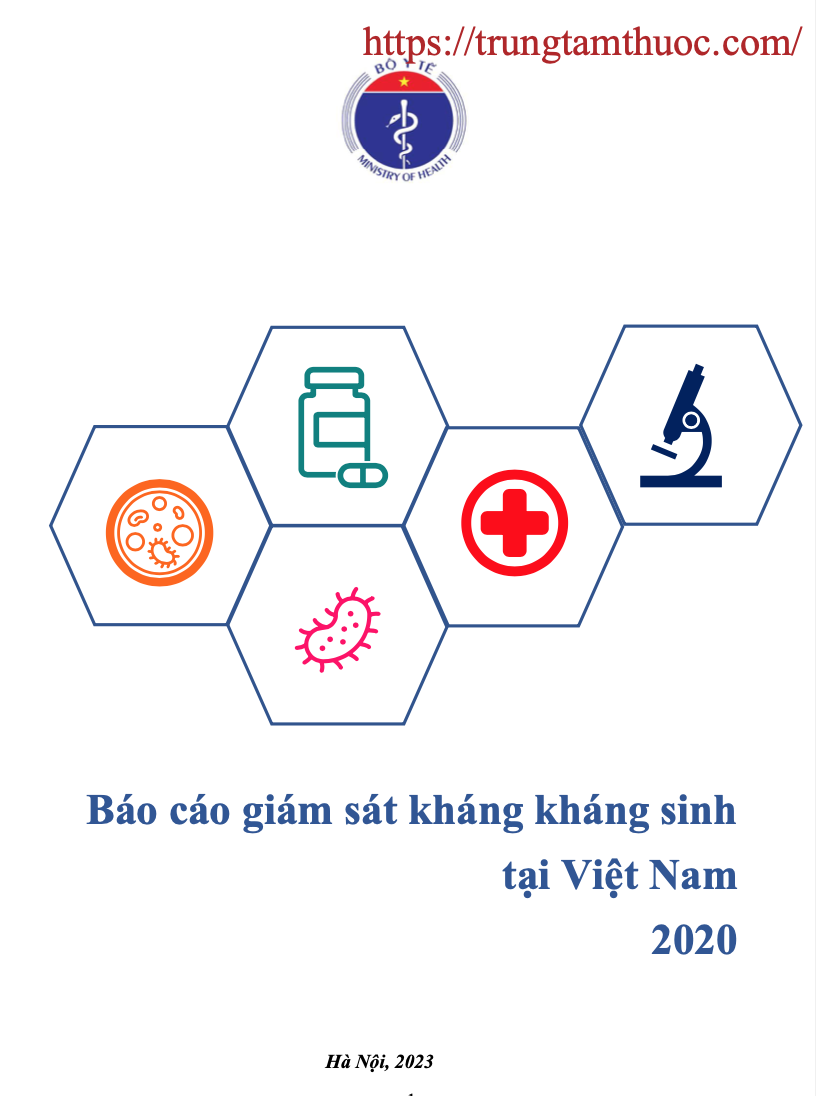 https://trungtamthuoc.com/
BỘ Y TẾ
MINISTRY OF HEALTH
Báo cáo giám sát kháng kháng sinh
tại Việt Nam
2020
Hà Nội, 2023